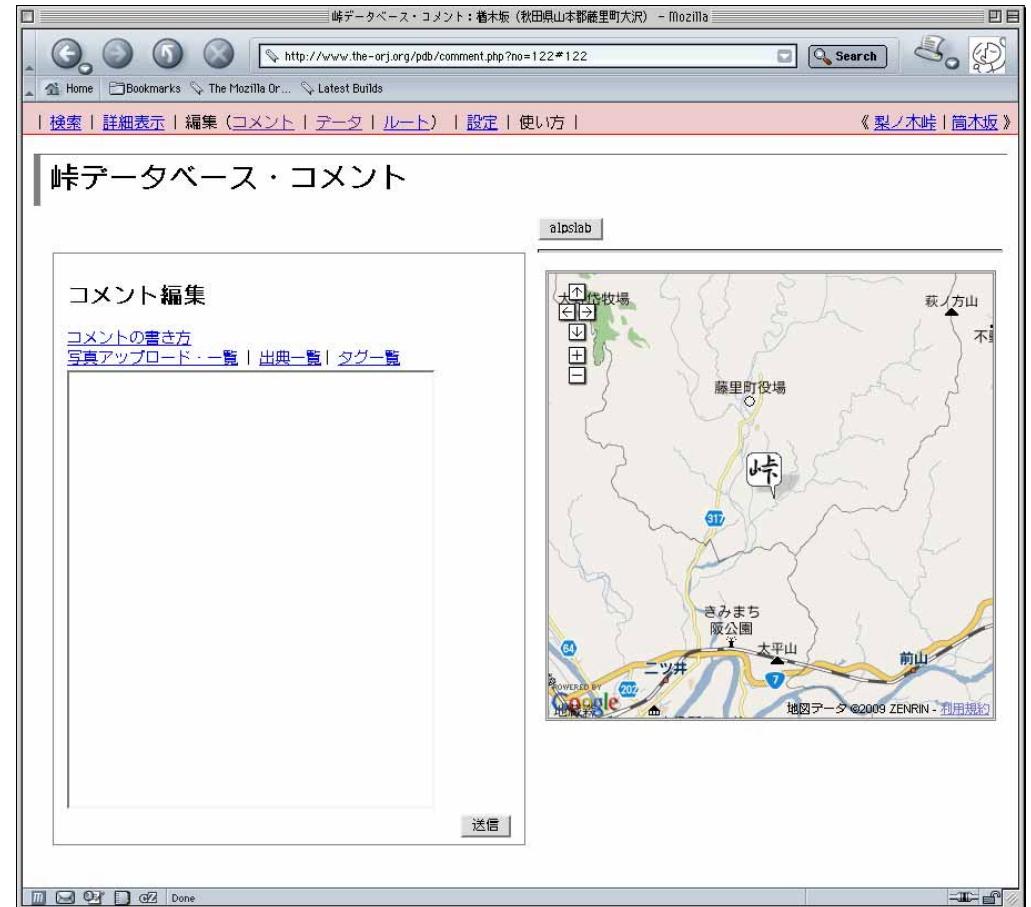 峠データベース・コメント：楢木坂（秋田県山本郡藤里町大沢） - Mozilla
http://www.the-orj.org/pdb/comment.php?no=122#122
Search
Home Bookmarks The Mozilla Or... Latest Builds
| 検索 | 詳細表示 | 編集（コメント | データ | ルート） | 設定 | 使い方 |
《 梨ノ木峠 | 筒木坂 》
峠データベース・コメント
alpslab
コメント編集
コメントの書き方
写真アップロード・一覧 | 出典一覧 | タグ一覧
送信
牧場
萩ノ方山
藤里町役場
峠
317
きみまち
阪公園
太平山
64
二ツ井
前山
7
202
POWERED BY
Google
地図データ ©2009 ZENRIN - 利用規約
Done